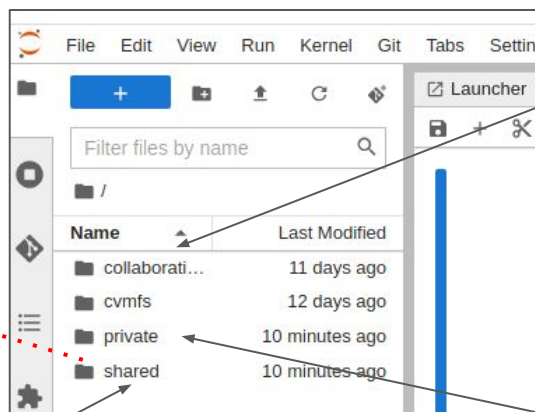 File Edit View Run Kernel Git Tabs Settin
+ Launcher
Filter files by name
/
Name Last Modified
collaborati... 11 days ago
cvmfs 12 days ago
private 10 minutes ago
shared 10 minutes ago